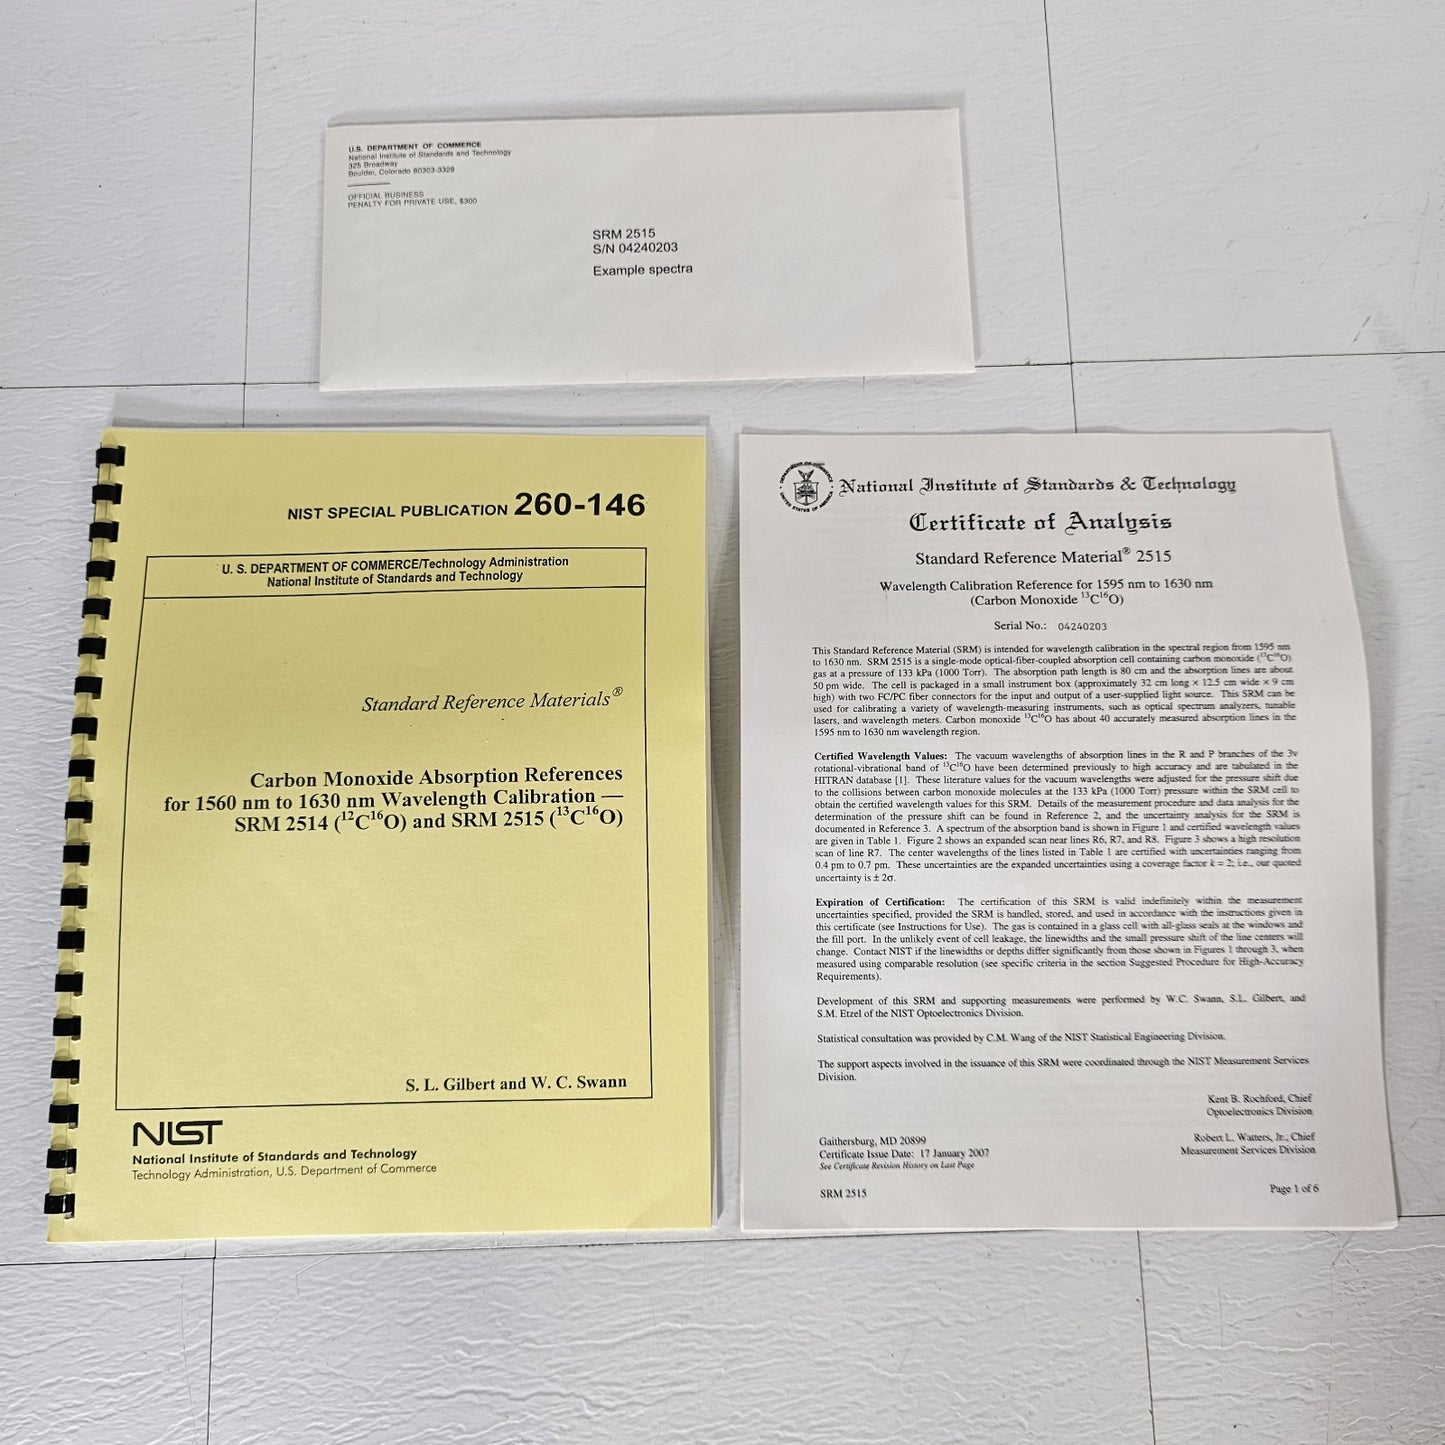 U.S. DEPARTMENT OF COMMERCE
National Institute of Standards and Technology
325 Broadway
Boulder, Colorado 80303-3328
OFFICIAL BUSINESS
PENALTY FOR PRIVATE USE, $300
SRM 2515
S/N 04240203
Example spectra
NIST SPECIAL PUBLICATION 260-146
U. S. DEPARTMENT OF COMMERCE/Technology Administration
National Institute of Standards and Technology
Standard Reference Materials®
Carbon Monoxide Absorption References
for 1560 nm to 1630 nm Wavelength Calibration —
SRM 2514 (¹²C¹⁶O) and SRM 2515 (¹³C¹⁶O)
S. L. Gilbert and W. C. Swann
NIST
National Institute of Standards and Technology
Technology Administration, U.S. Department of Commerce
DEPARTMENT OF COMMERCE
UNITED STATES OF AMERICA
National Institute of Standards & Technology
Certificate of Analysis
Standard Reference Material® 2515
Wavelength Calibration Reference for 1595 nm to 1630 nm
(Carbon Monoxide ¹³C¹⁶O)
Serial No.: 04240203
This Standard Reference Material (SRM) is intended for wavelength calibration in the spectral region from 1595 nm
to 1630 nm. SRM 2515 is a single-mode optical-fiber-coupled absorption cell containing carbon monoxide (¹³C¹⁶O)
gas at a pressure of 133 kPa (1000 Torr). The absorption path length is 80 cm and the absorption lines are about
50 pm wide. The cell is packaged in a small instrument box (approximately 32 cm long × 12.5 cm wide × 9 cm
high) with two FC/PC fiber connectors for the input and output of a user-supplied light source. This SRM can be
used for calibrating a variety of wavelength-measuring instruments, such as optical spectrum analyzers, tunable
lasers, and wavelength meters. Carbon monoxide ¹³C¹⁶O has about 40 accurately measured absorption lines in the
1595 nm to 1630 nm wavelength region.
Certified Wavelength Values: The vacuum wavelengths of absorption lines in the R and P branches of the 3ν
rotational-vibrational band of ¹³C¹⁶O have been determined previously to high accuracy and are tabulated in the
HITRAN database [1]. These literature values for the vacuum wavelengths were adjusted for the pressure shift due
to the collisions between carbon monoxide molecules at the 133 kPa (1000 Torr) pressure within the SRM cell to
obtain the certified wavelength values for this SRM. Details of the measurement procedure and data analysis for the
determination of the pressure shift can be found in Reference 2, and the uncertainty analysis for the SRM is
documented in Reference 3. A spectrum of the absorption band is shown in Figure 1 and certified wavelength values
are given in Table 1. Figure 2 shows an expanded scan near lines R6, R7, and R8. Figure 3 shows a high resolution
scan of line R7. The center wavelengths of the lines listed in Table 1 are certified with uncertainties ranging from
0.4 pm to 0.7 pm. These uncertainties are the expanded uncertainties using a coverage factor k = 2; i.e., our quoted
uncertainty is ± 2σ.
Expiration of Certification: The certification of this SRM is valid indefinitely within the measurement
uncertainties specified, provided the SRM is handled, stored, and used in accordance with the instructions given in
this certificate (see Instructions for Use). The gas is contained in a glass cell with all-glass seals at the windows and
the fill port. In the unlikely event of cell leakage, the linewidths and the small pressure shift of the line centers will
change. Contact NIST if the linewidths or depths differ significantly from those shown in Figures 1 through 3, when
measured using comparable resolution (see specific criteria in the section Suggested Procedure for High-Accuracy
Requirements).
Development of this SRM and supporting measurements were performed by W.C. Swann, S.L. Gilbert, and
S.M. Etzel of the NIST Optoelectronics Division.
Statistical consultation was provided by C.M. Wang of the NIST Statistical Engineering Division.
The support aspects involved in the issuance of this SRM were coordinated through the NIST Measurement Services
Division.
Kent B. Rochford, Chief
Optoelectronics Division
Gaithersburg, MD 20899
Robert L. Watters, Jr., Chief
Certificate Issue Date: 17 January 2007
Measurement Services Division
See Certificate Revision History on Last Page
SRM 2515
Page 1 of 6